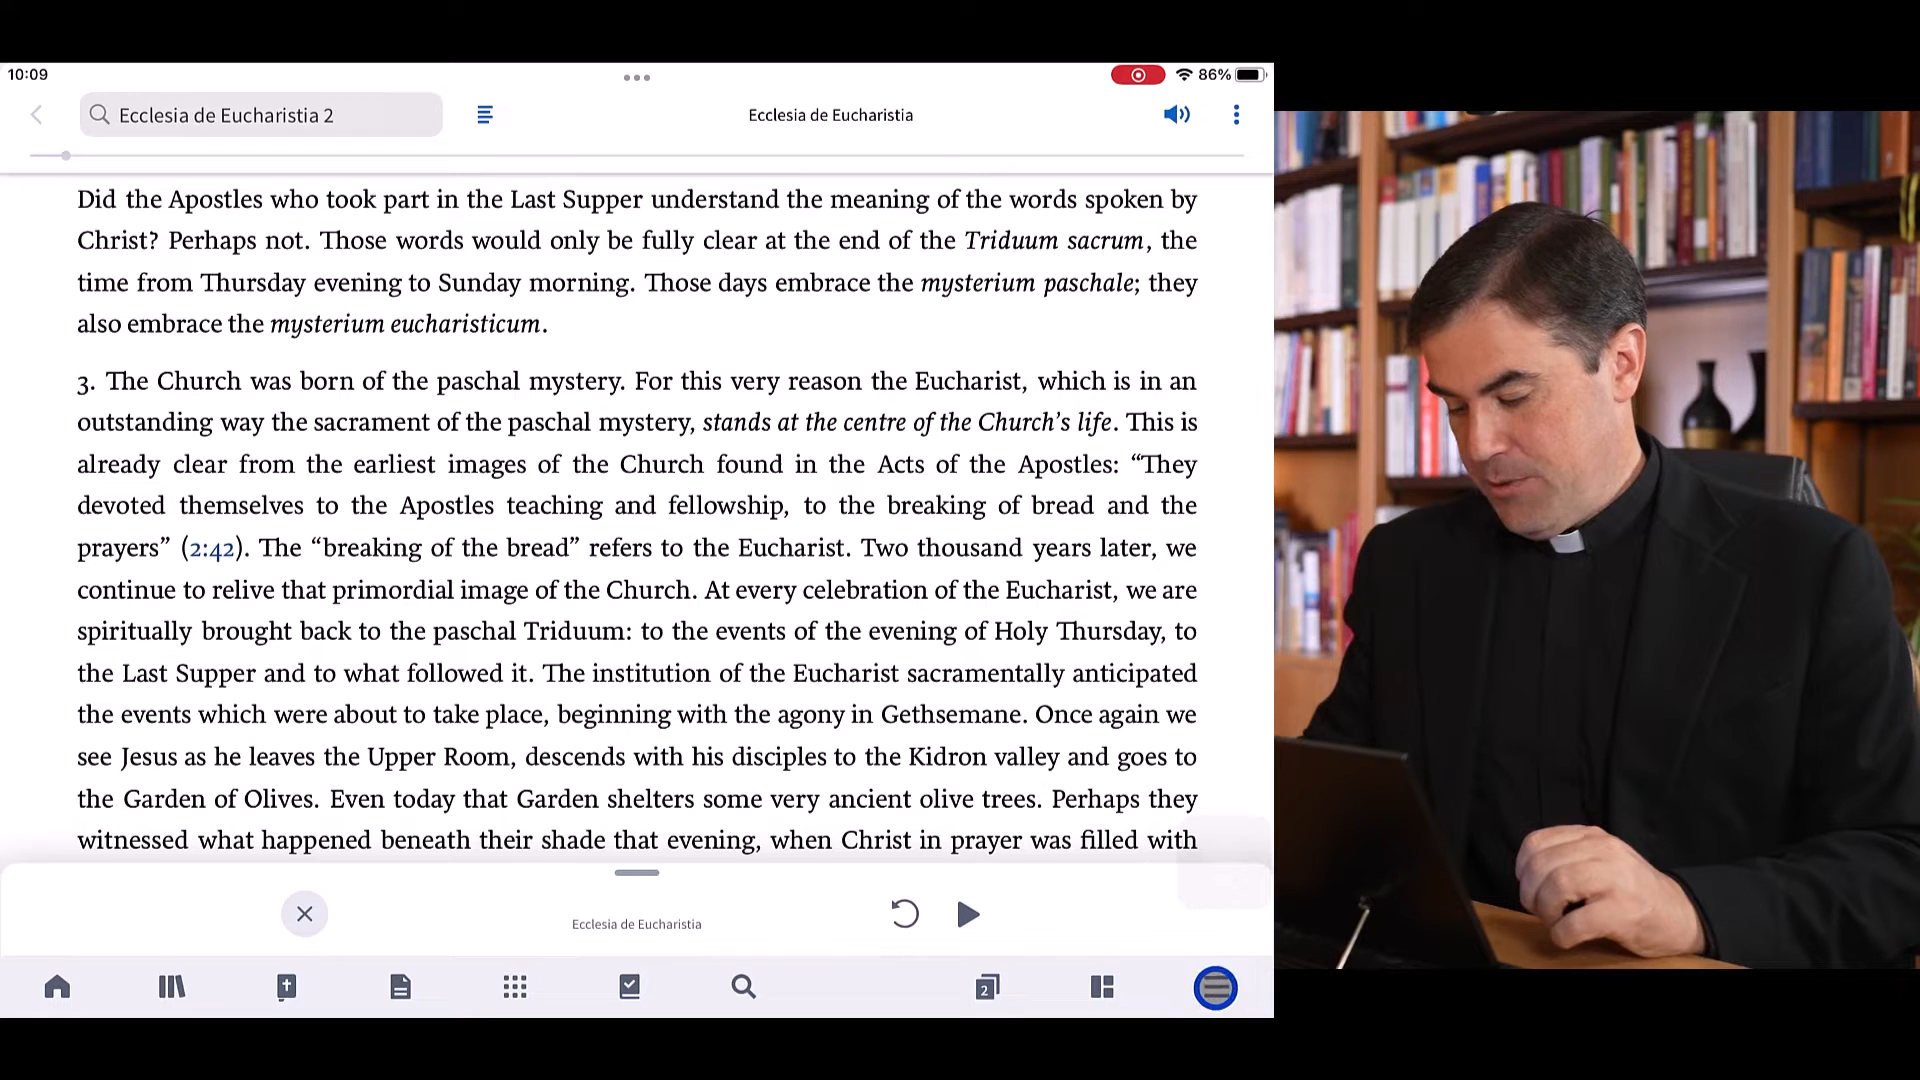 10:09
86%
Ecclesia de Eucharistia 2
Ecclesia de Eucharistia
Did the Apostles who took part in the Last Supper understand the meaning of the words spoken by
Christ? Perhaps not. Those words would only be fully clear at the end of the Triduum sacrum, the
time from Thursday evening to Sunday morning. Those days embrace the mysterium paschale; they
also embrace the mysterium eucharisticum.
3. The Church was born of the paschal mystery. For this very reason the Eucharist, which is in an
outstanding way the sacrament of the paschal mystery, stands at the centre of the Church’s life. This is
already clear from the earliest images of the Church found in the Acts of the Apostles: “They
devoted themselves to the Apostles teaching and fellowship, to the breaking of bread and the
prayers” (2:42). The “breaking of the bread” refers to the Eucharist. Two thousand years later, we
continue to relive that primordial image of the Church. At every celebration of the Eucharist, we are
spiritually brought back to the paschal Triduum: to the events of the evening of Holy Thursday, to
the Last Supper and to what followed it. The institution of the Eucharist sacramentally anticipated
the events which were about to take place, beginning with the agony in Gethsemane. Once again we
see Jesus as he leaves the Upper Room, descends with his disciples to the Kidron valley and goes to
the Garden of Olives. Even today that Garden shelters some very ancient olive trees. Perhaps they
witnessed what happened beneath their shade that evening, when Christ in prayer was filled with
Ecclesia de Eucharistia
2